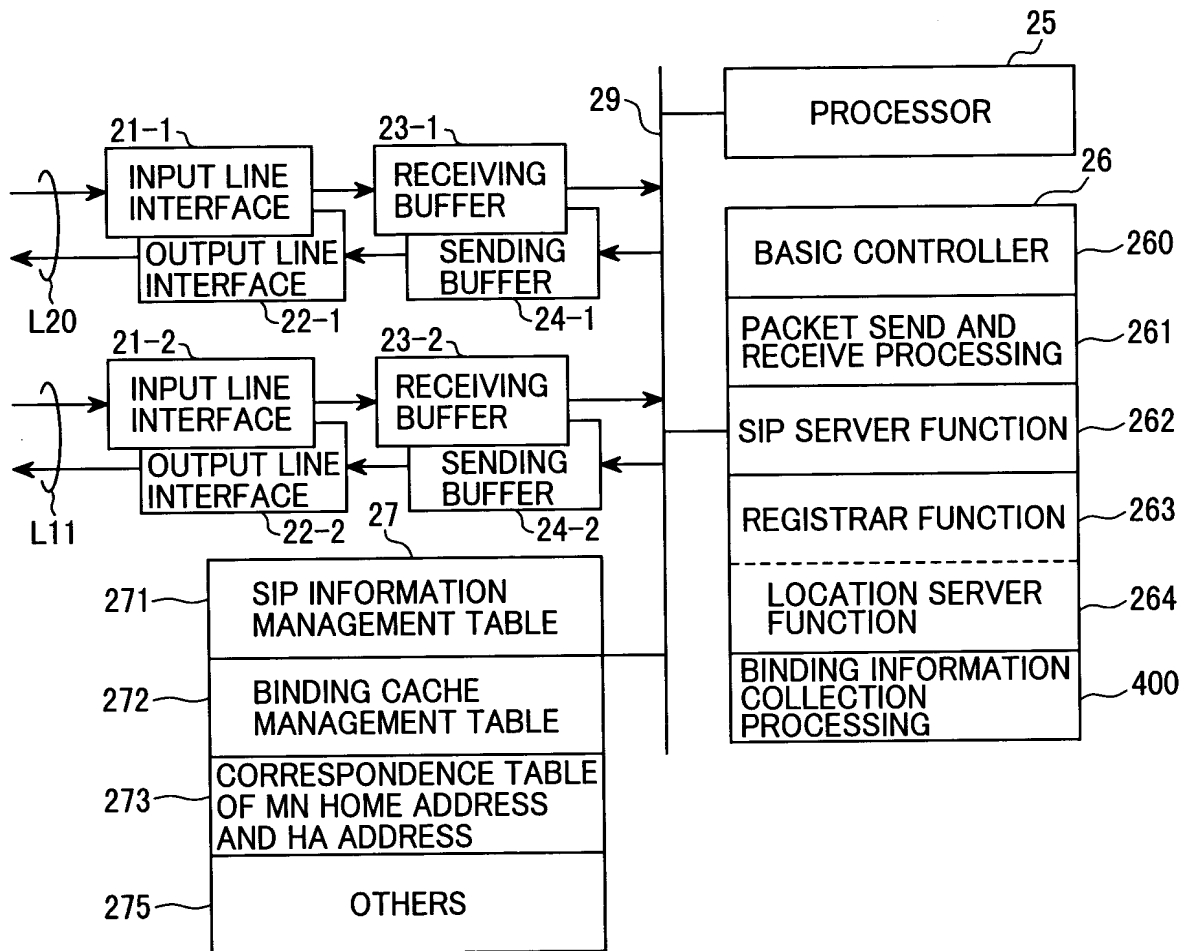 25
PROCESSOR
29
21-1
INPUT LINE
INTERFACE
23-1
RECEIVING
BUFFER
OUTPUT LINE
INTERFACE
22-1
SENDING
BUFFER
24-1
L20
21-2
INPUT LINE
INTERFACE
23-2
RECEIVING
BUFFER
OUTPUT LINE
INTERFACE
22-2
SENDING
BUFFER
24-2
L11
26
BASIC CONTROLLER
260
PACKET SEND AND
RECEIVE PROCESSING
261
SIP SERVER FUNCTION
262
REGISTRAR FUNCTION
263
LOCATION SERVER
FUNCTION
264
BINDING INFORMATION
COLLECTION
PROCESSING
400
27
271
SIP INFORMATION
MANAGEMENT TABLE
272
BINDING CACHE
MANAGEMENT TABLE
273
CORRESPONDENCE TABLE
OF MN HOME ADDRESS
AND HA ADDRESS
275
OTHERS